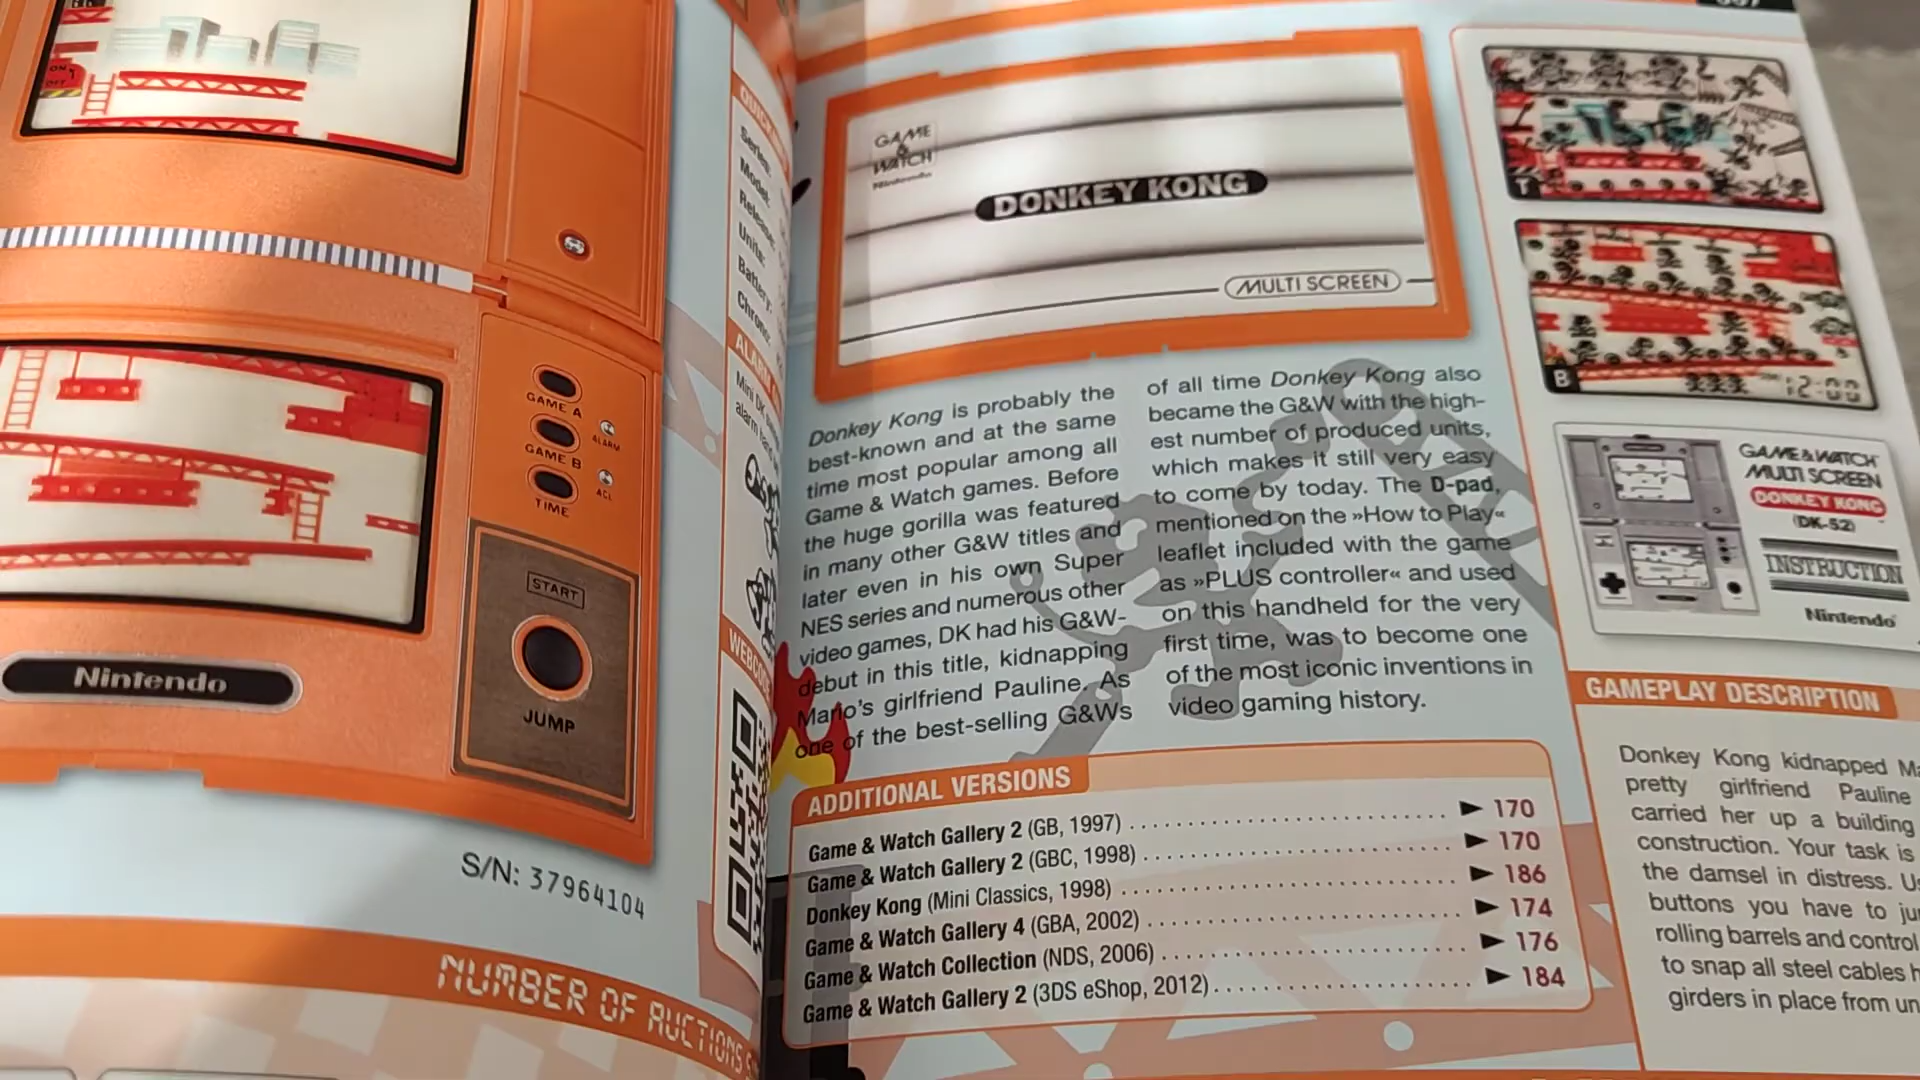 ON
OFF
GAME A
ALARM
GAME B
ACL
TIME
START
JUMP
Nintendo
S/N: 37964104
NUMBER OF AUCTIONS
Series:
Model:
Release:
Units:
Battery:
Mini DK
alarm
WEBCODE
GAME
&
WATCH
Nintendo
DONKEY KONG
MULTI SCREEN
Donkey Kong is probably the
best-known and at the same
time most popular among all
Game & Watch games. Before
the huge gorilla was featured
in many other G&W titles and
later even in his own Super
NES series and numerous other
video games, DK had his G&W-
debut in this title, kidnapping
Mario's girlfriend Pauline. As
one of the best-selling G&Ws
of all time Donkey Kong also
became the G&W with the high-
est number of produced units,
which makes it still very easy
to come by today. The D-pad,
mentioned on the »How to Play«
leaflet included with the game
as »PLUS controller« and used
on this handheld for the very
first time, was to become one
of the most iconic inventions in
video gaming history.
ADDITIONAL VERSIONS
Game & Watch Gallery 2 (GB, 1997) ► 170
Game & Watch Gallery 2 (GBC, 1998) ► 170
Donkey Kong (Mini Classics, 1998) ► 186
Game & Watch Gallery 4 (GBA, 2002) ► 174
Game & Watch Collection (NDS, 2006) ► 176
Game & Watch Gallery 2 (3DS eShop, 2012) ► 184
T
B
12:00
GAME & WATCH
MULTI SCREEN
DONKEY KONG
(DK-52)
INSTRUCTION
Nintendo
GAMEPLAY DESCRIPTION
Donkey Kong kidnapped
pretty girlfriend Pauline
carried her up a building
construction. Your task is
the damsel in distress.
buttons you have to
rolling barrels and control
to snap all steel cables
girders in place from